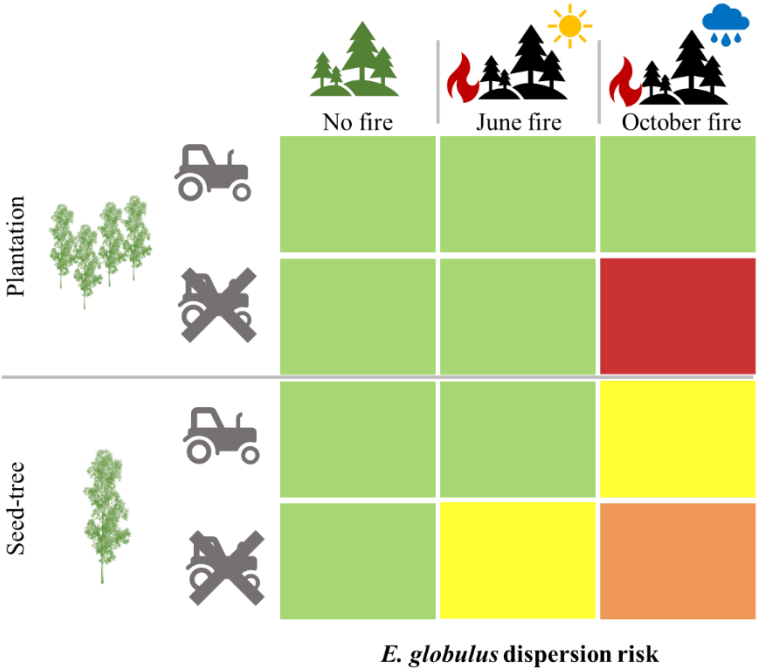 No fire
June fire
October fire
Plantation
Seed-tree
E. globulus dispersion risk